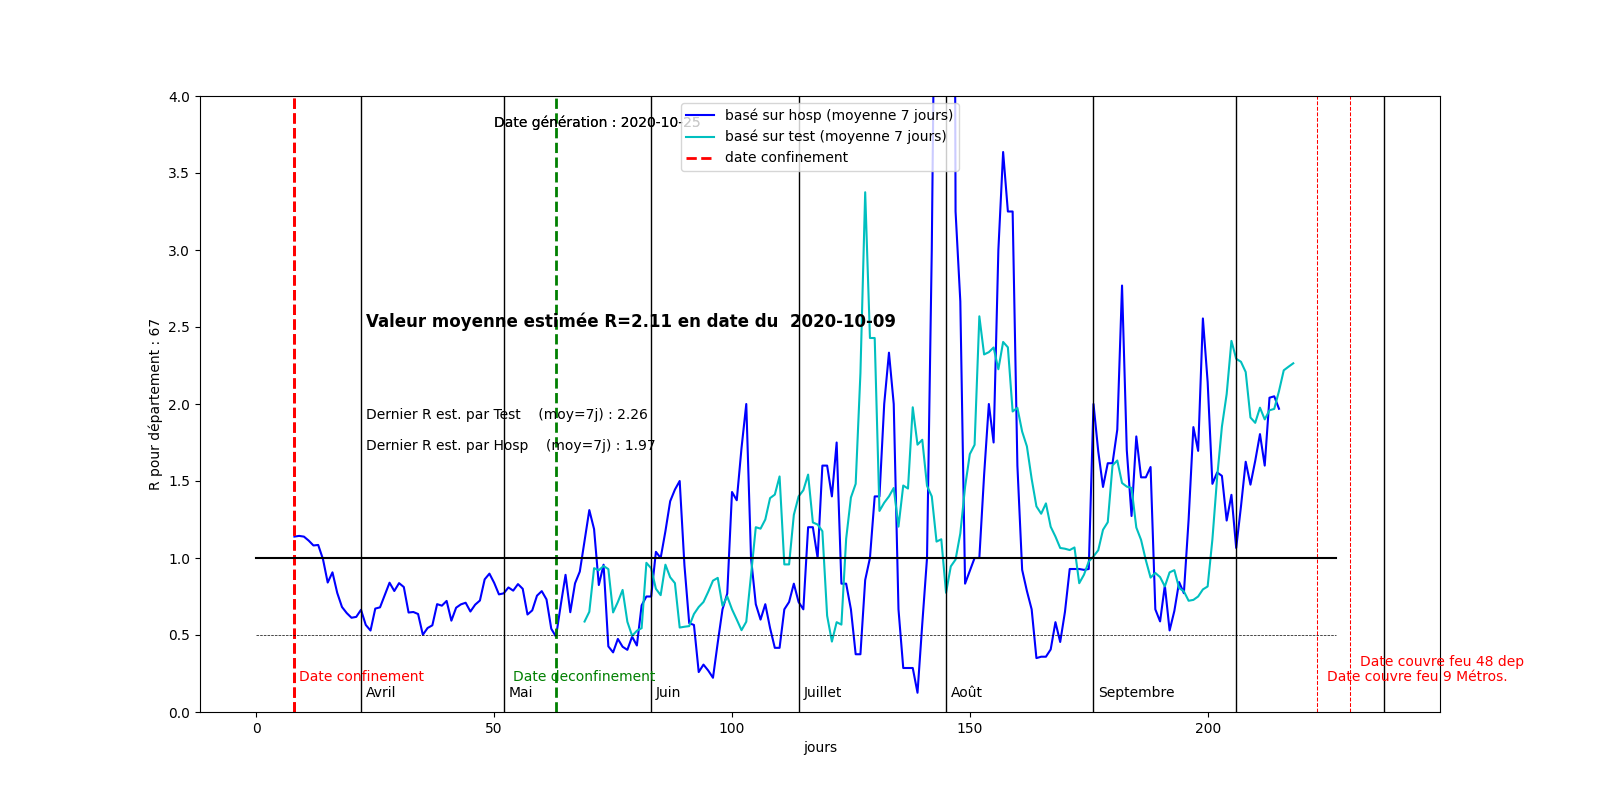 Date génération : 2020-10-25
basé sur hosp (moyenne 7 jours)
basé sur test (moyenne 7 jours)
date confinement
4.0
3.5
3.0
2.5
2.0
1.5
1.0
0.5
0.0
R pour département : 67
Valeur moyenne estimée R=2.11 en date du  2020-10-09
Dernier R est. par Test    (moy=7j) : 2.26
Dernier R est. par Hosp    (moy=7j) : 1.97
Date couvre feu 48 dep
Date confinement
Date deconfinement
Date couvre feu 9 Métros.
Avril
Mai
Juin
Juillet
Août
Septembre
0
50
100
150
200
jours